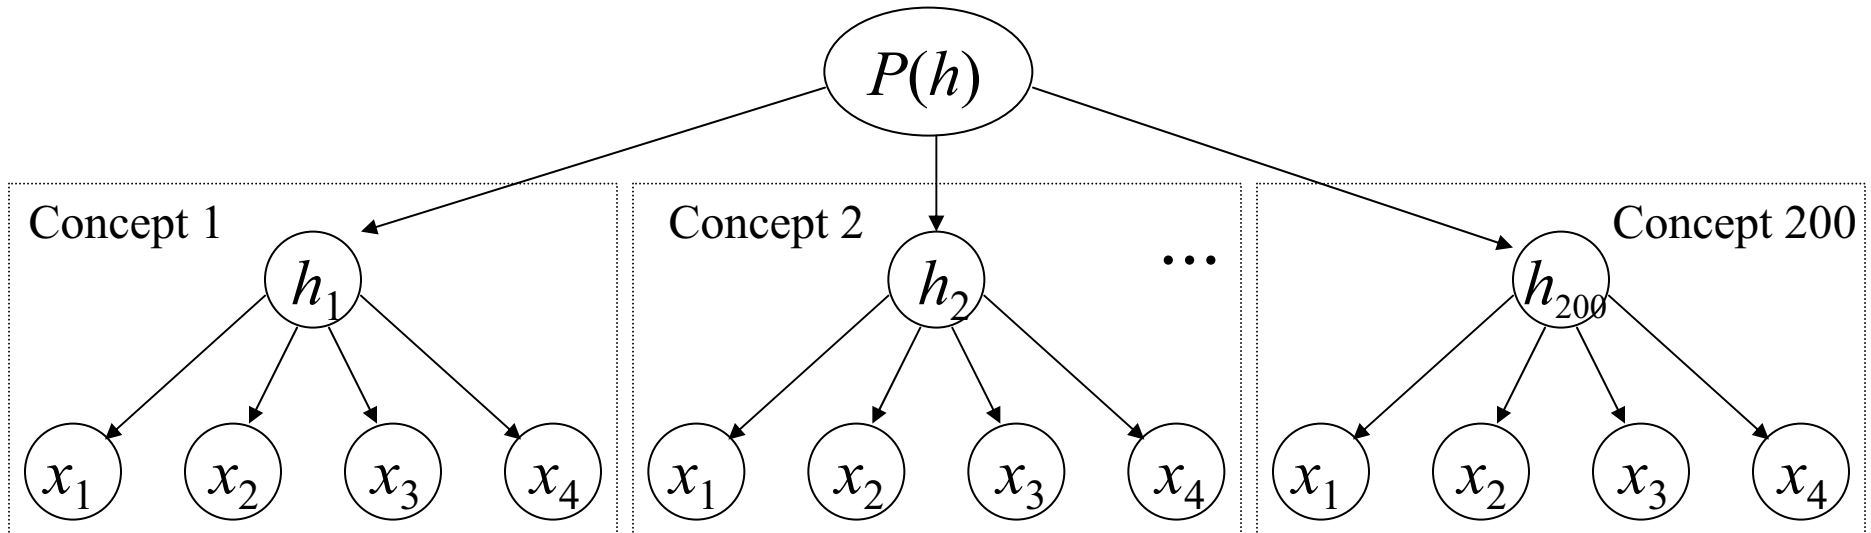 P(h)
Concept 1
Concept 2
Concept 200
h₁
h₂
...
h₂₀₀
x₁ x₂ x₃ x₄
x₁ x₂ x₃ x₄
x₁ x₂ x₃ x₄